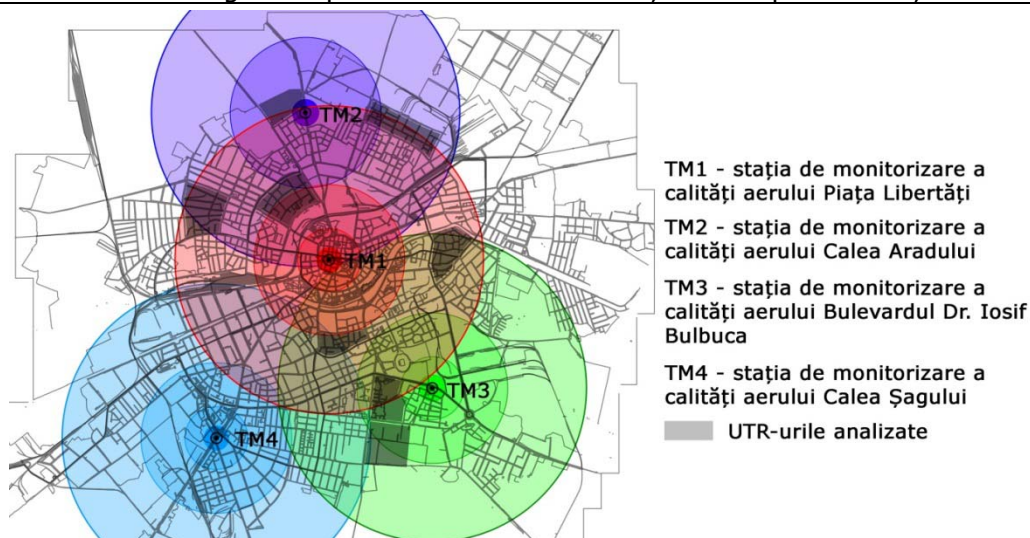 TM2
TM1
TM3
TM4
TM1 - stația de monitorizare a
calități aerului Piața Libertăți
TM2 - stația de monitorizare a
calități aerului Calea Aradului
TM3 - stația de monitorizare a
calități aerului Bulevardul Dr. Iosif
Bulbuca
TM4 - stația de monitorizare a
calități aerului Calea Șagului
UTR-urile analizate